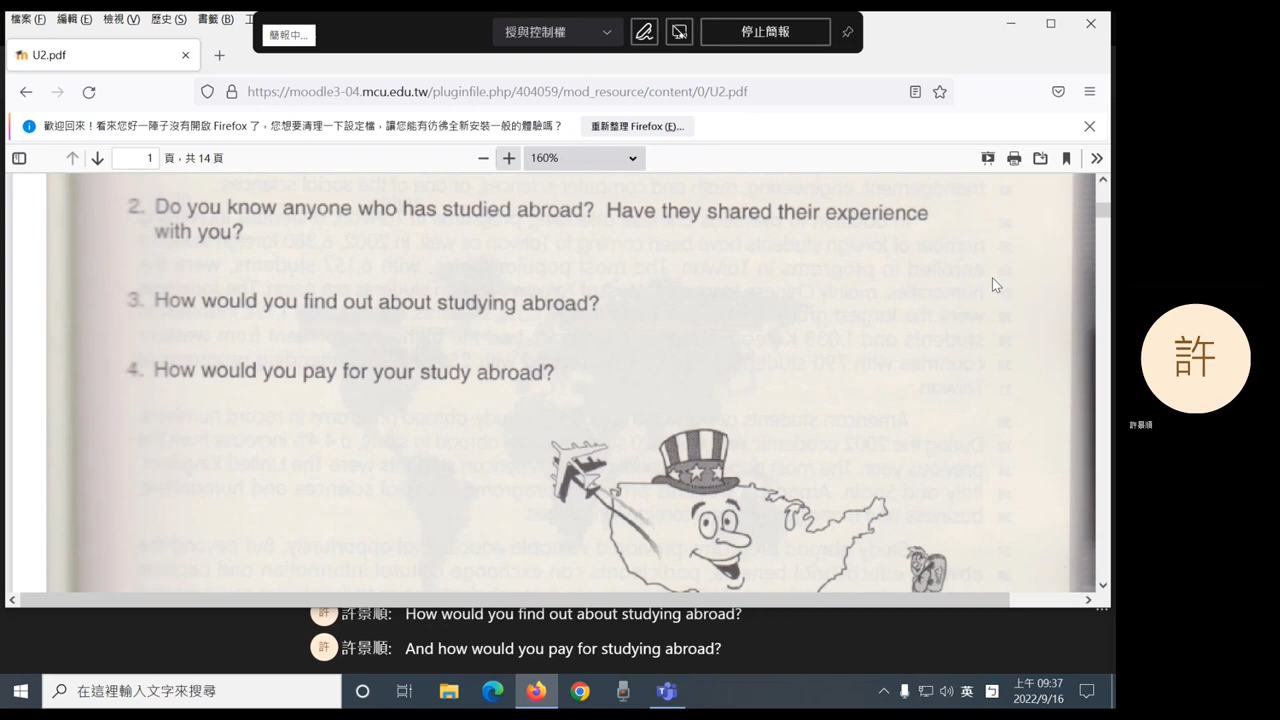 檔案(F) 編輯(E) 檢視(V) 歷史(S) 書籤(B)
簡報中...
授與控制權
停止簡報
U2.pdf
https://moodle3-04.mcu.edu.tw/pluginfile.php/404059/mod_resource/content/0/U2.pdf
歡迎回來！看來您好一陣子沒有開啟 Firefox 了，您想要清理一下設定檔，讓您能有彷彿全新安裝一般的體驗嗎？
重新整理 Firefox (E)...
1 頁，共 14 頁
160%
2. Do you know anyone who has studied abroad? Have they shared their experience
with you?
3. How would you find out about studying abroad?
4. How would you pay for your study abroad?
許
許景順
許 許景順: How would you find out about studying abroad?
許 許景順: And how would you pay for studying abroad?
在這裡輸入文字來搜尋
英
上午 09:37
2022/9/16